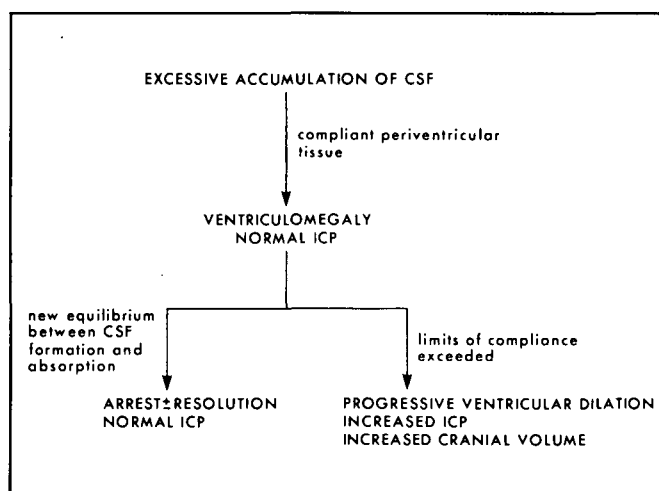 EXCESSIVE ACCUMULATION OF CSF
compliant periventricular
tissue
VENTRICULOMEGALY
NORMAL ICP
new equilibrium
between CSF
formation and
absorption
limits of compliance
exceeded
ARREST±RESOLUTION
NORMAL ICP
PROGRESSIVE VENTRICULAR DILATION
INCREASED ICP
INCREASED CRANIAL VOLUME